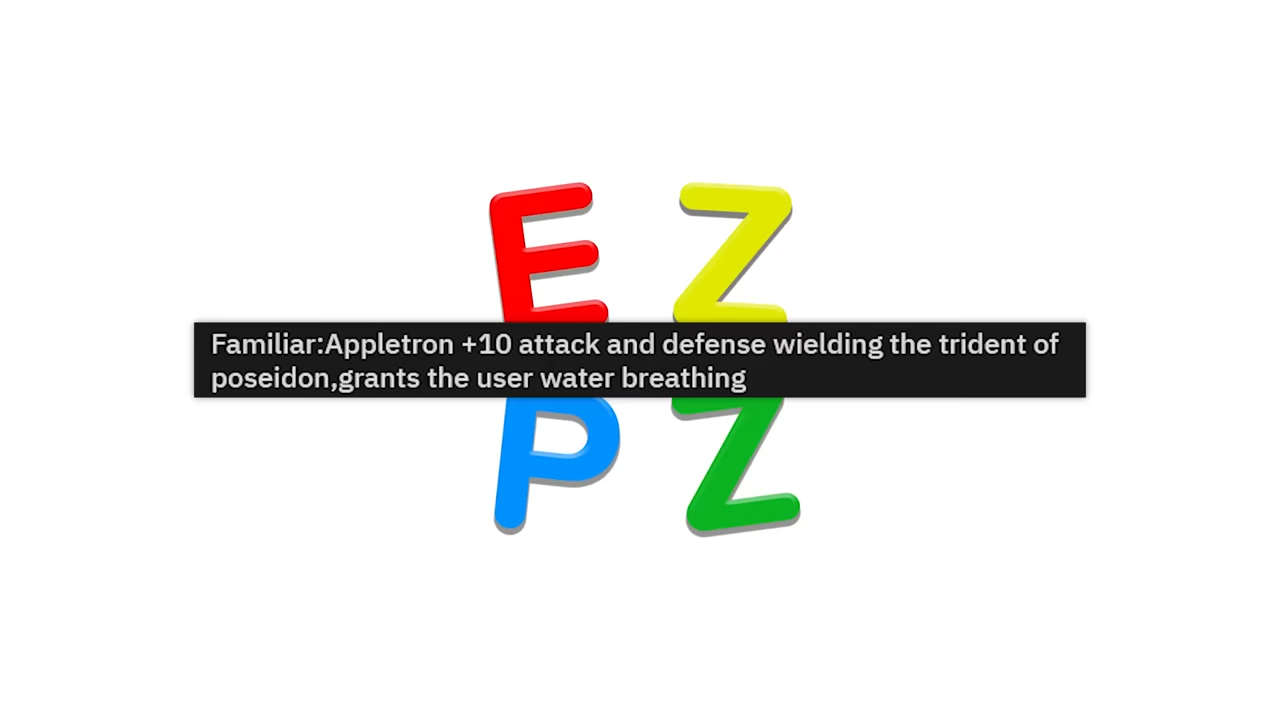 E Z
Familiar:Appletron +10 attack and defense wielding the trident of
poseidon,grants the user water breathing
P Z